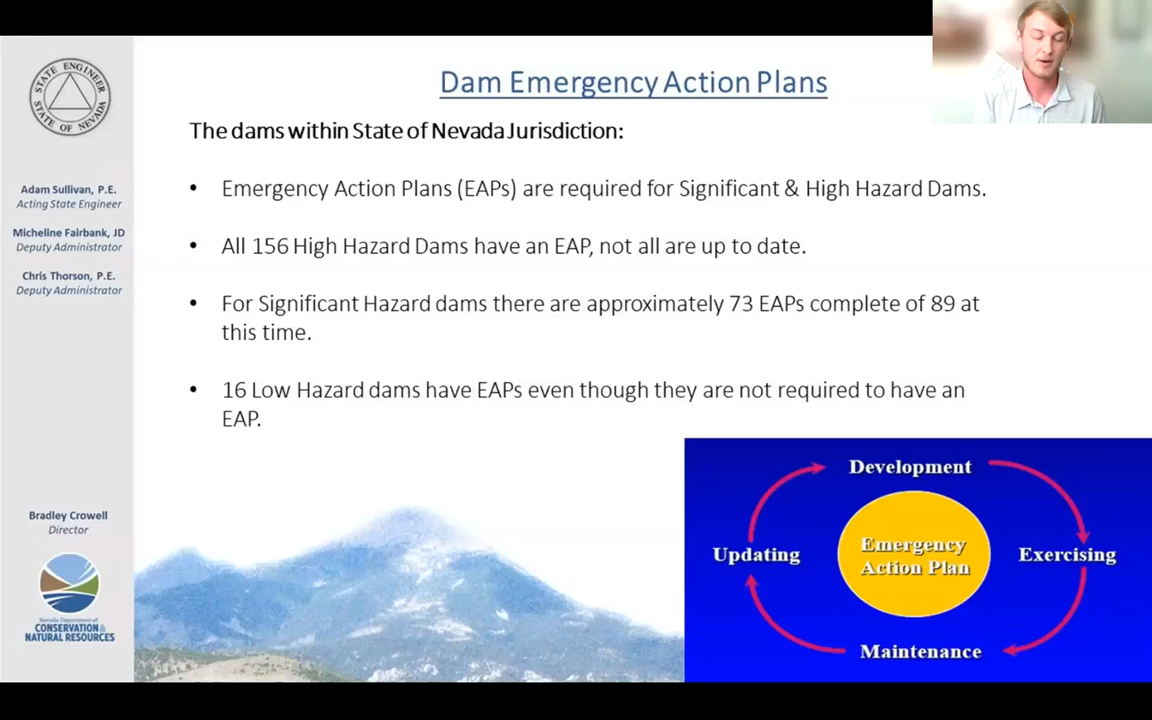 STATE ENGINEER
STATE OF NEVADA
Adam Sullivan, P.E.
Acting State Engineer
Micheline Fairbank, JD
Deputy Administrator
Chris Thorson, P.E.
Deputy Administrator
Bradley Crowell
Director
Nevada Department of
CONSERVATION &
NATURAL RESOURCES
Dam Emergency Action Plans
The dams within State of Nevada Jurisdiction:
• Emergency Action Plans (EAPs) are required for Significant & High Hazard Dams.
• All 156 High Hazard Dams have an EAP, not all are up to date.
• For Significant Hazard dams there are approximately 73 EAPs complete of 89 at
this time.
• 16 Low Hazard dams have EAPs even though they are not required to have an
EAP.
Development
Emergency
Action Plan
Updating
Exercising
Maintenance